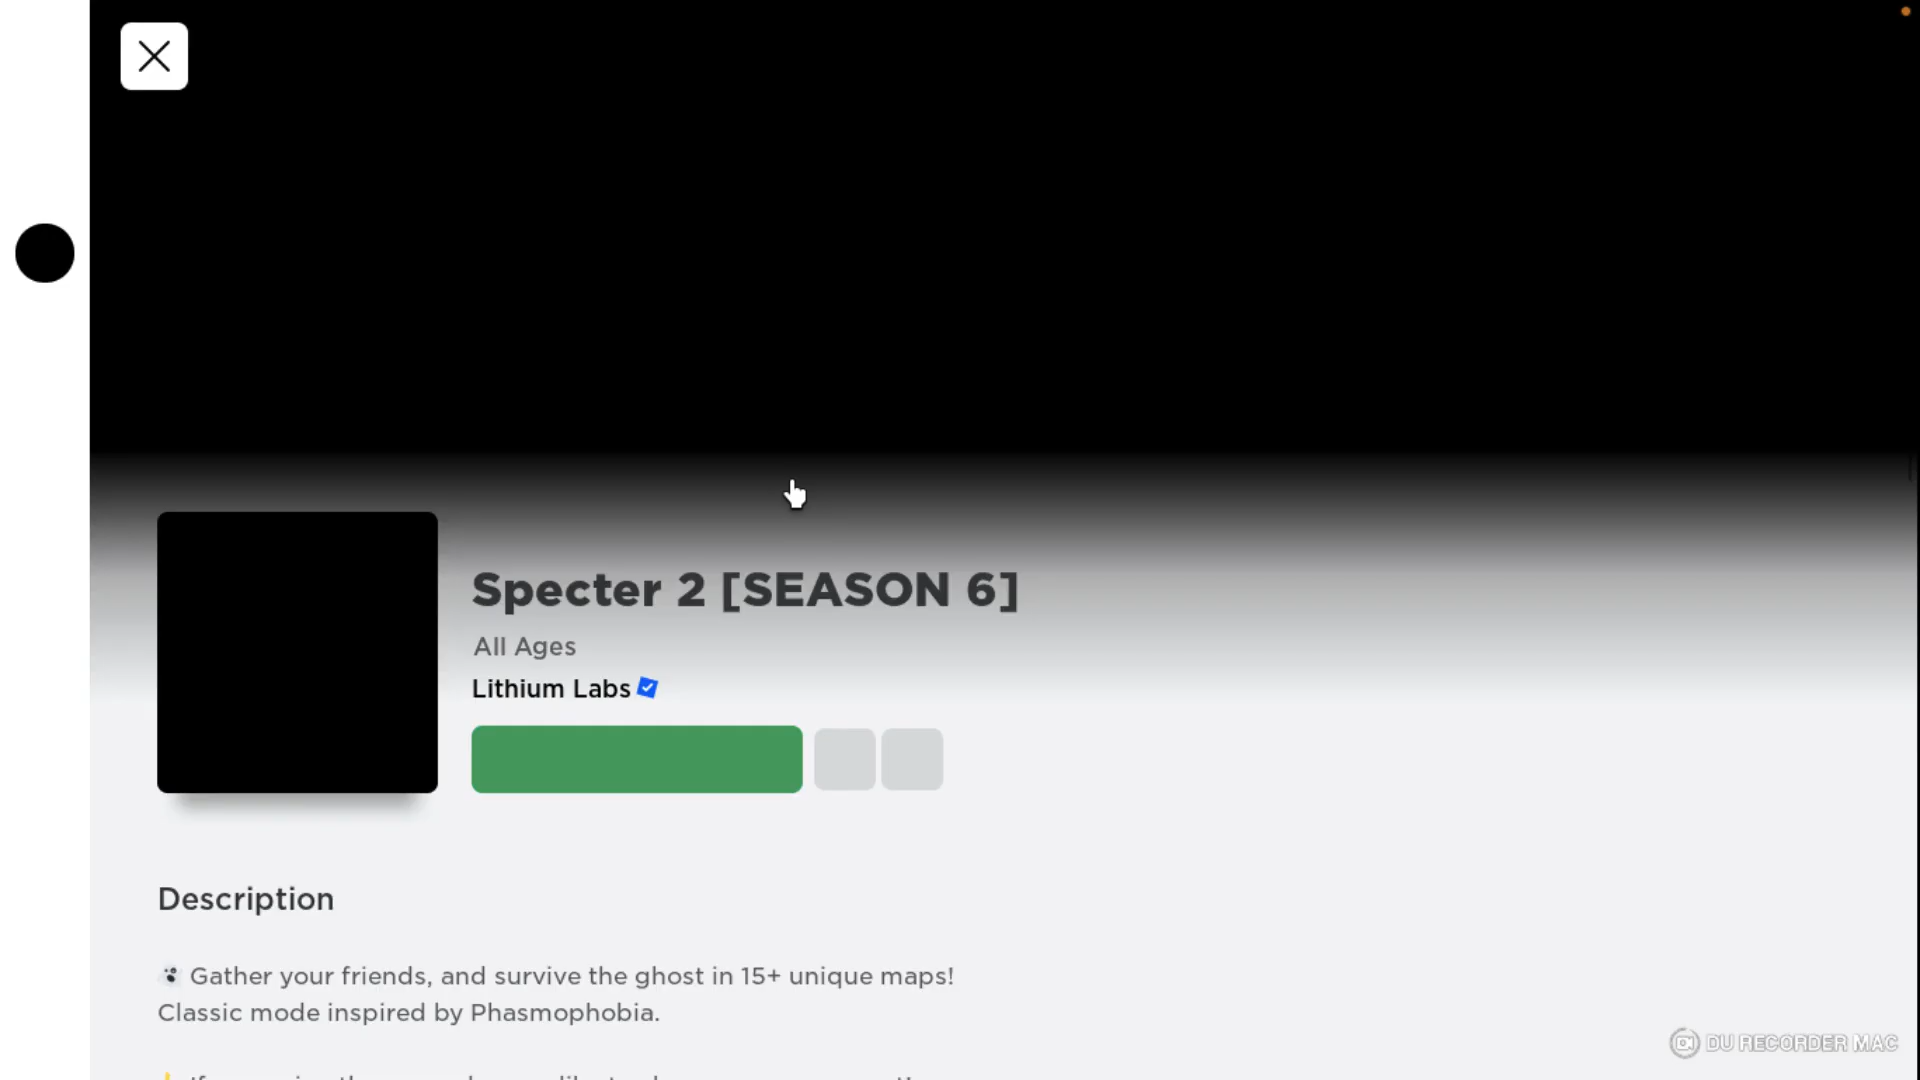 Specter 2 [SEASON 6]
All Ages
Lithium Labs
Description
Gather your friends, and survive the ghost in 15+ unique maps!
Classic mode inspired by Phasmophobia.
DU RECORDER MAC